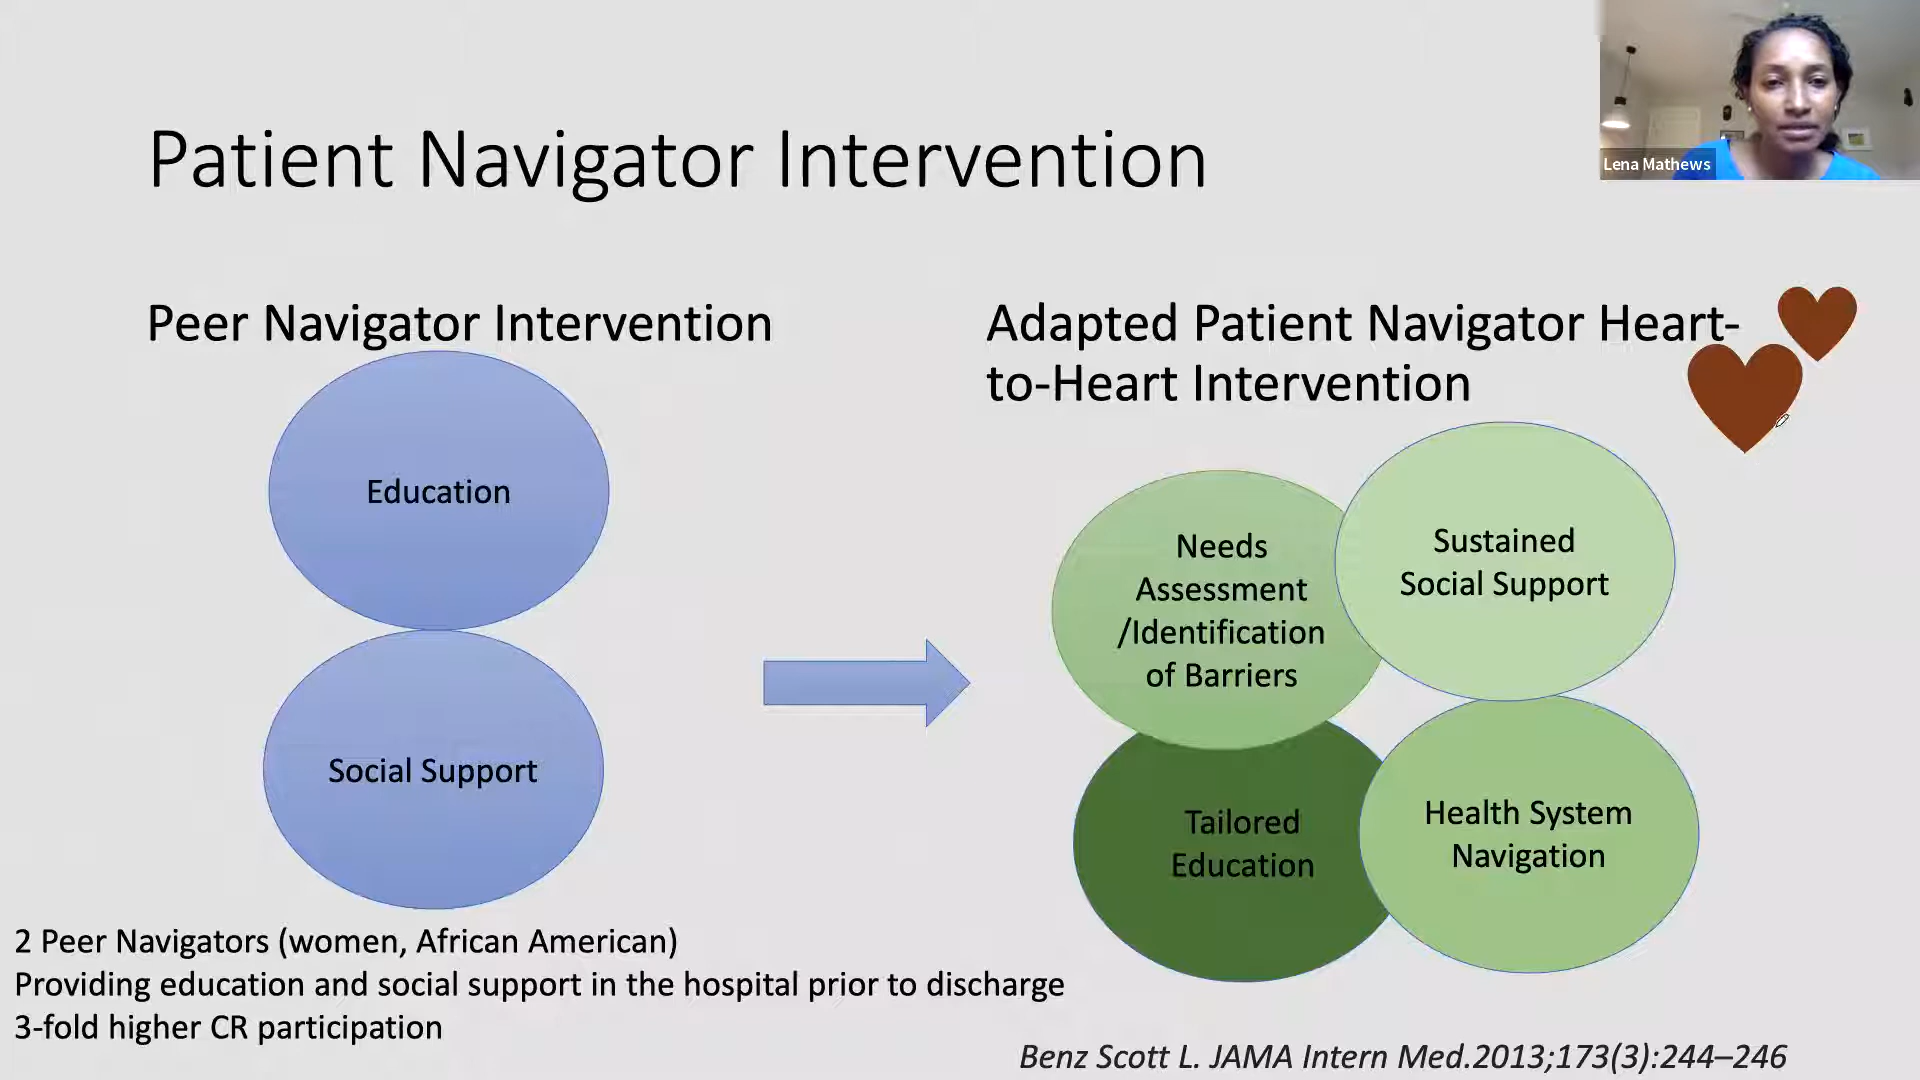 Patient Navigator Intervention
Lena Mathews
Peer Navigator Intervention
Education
Social Support
2 Peer Navigators (women, African American)
Providing education and social support in the hospital prior to discharge
3-fold higher CR participation
Adapted Patient Navigator Heart-
to-Heart Intervention
Needs
Assessment
/Identification
of Barriers
Sustained
Social Support
Tailored
Education
Health System
Navigation
Benz Scott L. JAMA Intern Med.2013;173(3):244–246